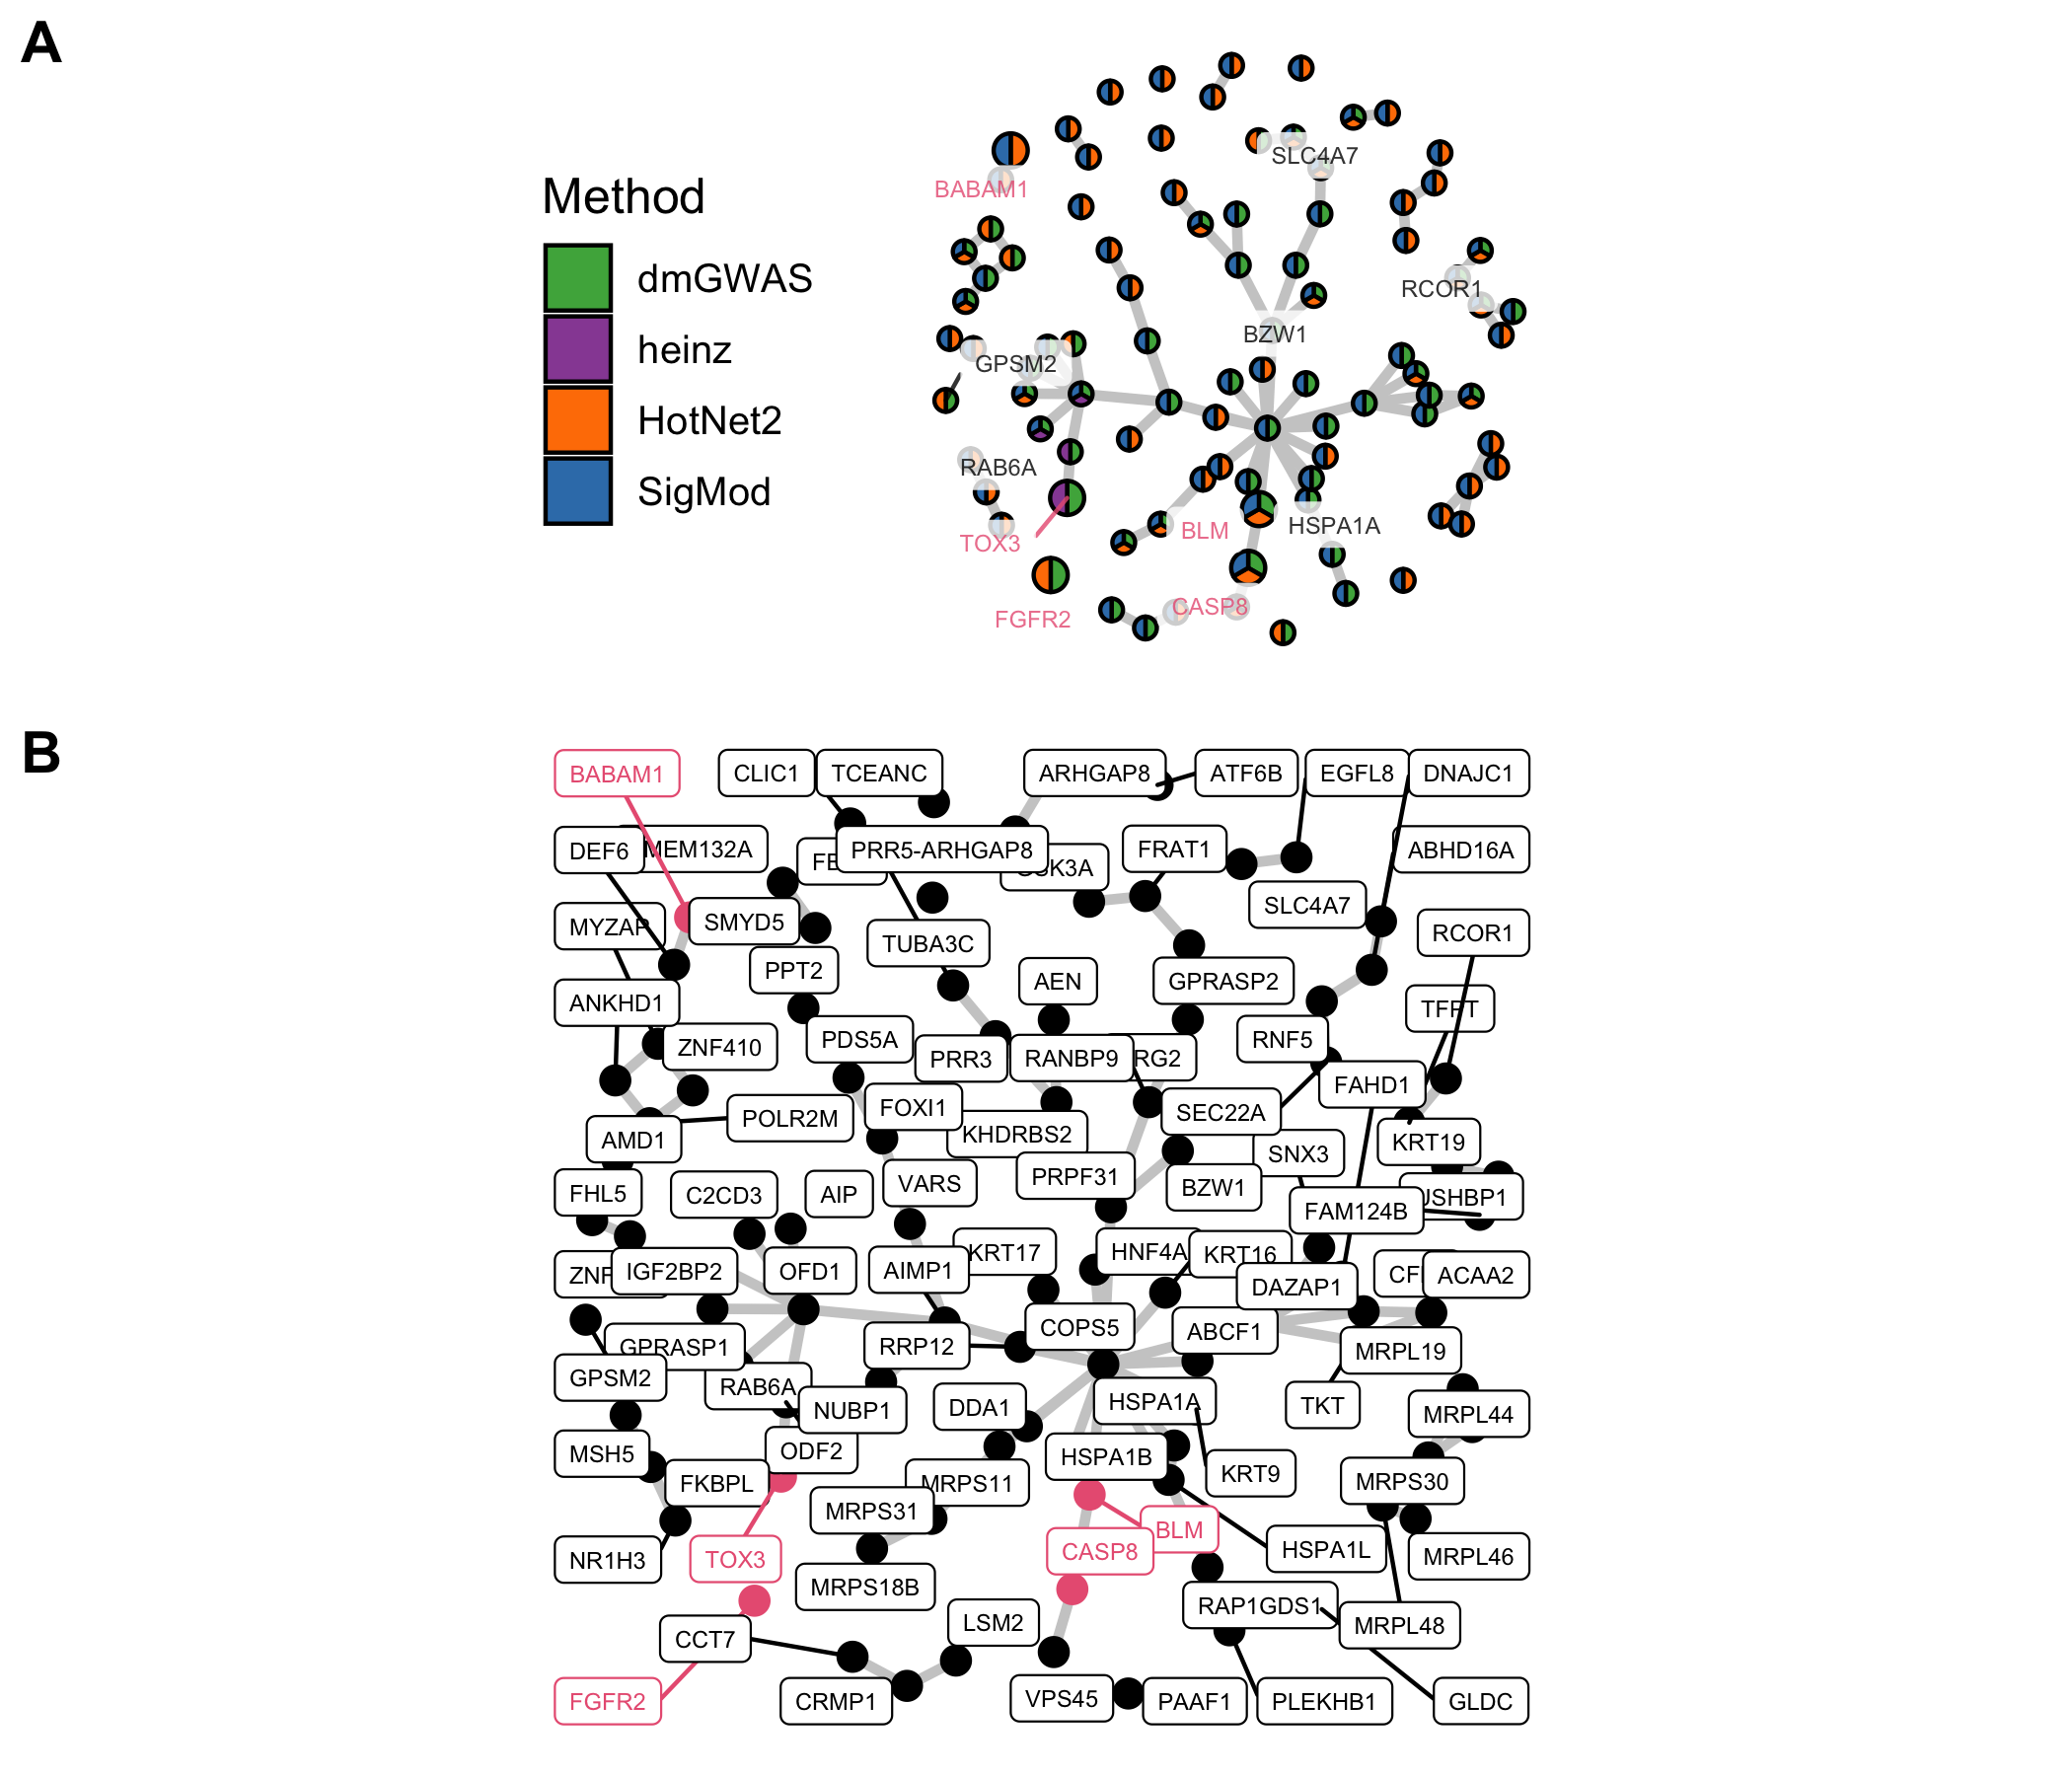 A
Method
dmGWAS
heinz
HotNet2
SigMod
BABAM1
SLC4A7
RCOR1
BZW1
GPSM2
RAB6A
TOX3
BLM
HSPA1A
FGFR2
CASP8
B
BABAM1
CLIC1
TCEANC
ARHGAP8
ATF6B
EGFL8
DNAJC1
DEF6
MEM132A
PRR5-ARHGAP8
FRAT1
ABHD16A
SLC4A7
MYZAP
SMYD5
TUBA3C
RCOR1
PPT2
AEN
GPRASP2
ANKHD1
TFPT
ZNF410
PDS5A
PRR3
RANBP9
RG2
RNF5
FAHD1
POLR2M
FOXI1
SEC22A
AMD1
KHDRBS2
SNX3
KRT19
FHL5
C2CD3
AIP
VARS
PRPF31
BZW1
USHBP1
FAM124B
IGF2BP2
OFD1
AIMP1
KRT17
HNF4A
KRT16
DAZAP1
ACAA2
GPRASP1
RRP12
COPS5
ABCF1
MRPL19
GPSM2
RAB6A
NUBP1
DDA1
HSPA1A
TKT
MRPL44
MSH5
ODF2
HSPA1B
KRT9
FKBPL
MRPS11
MRPS30
MRPS31
BLM
NR1H3
TOX3
CASP8
HSPA1L
MRPL46
MRPS18B
RAP1GDS1
LSM2
MRPL48
CCT7
FGFR2
CRMP1
VPS45
PAAF1
PLEKHB1
GLDC